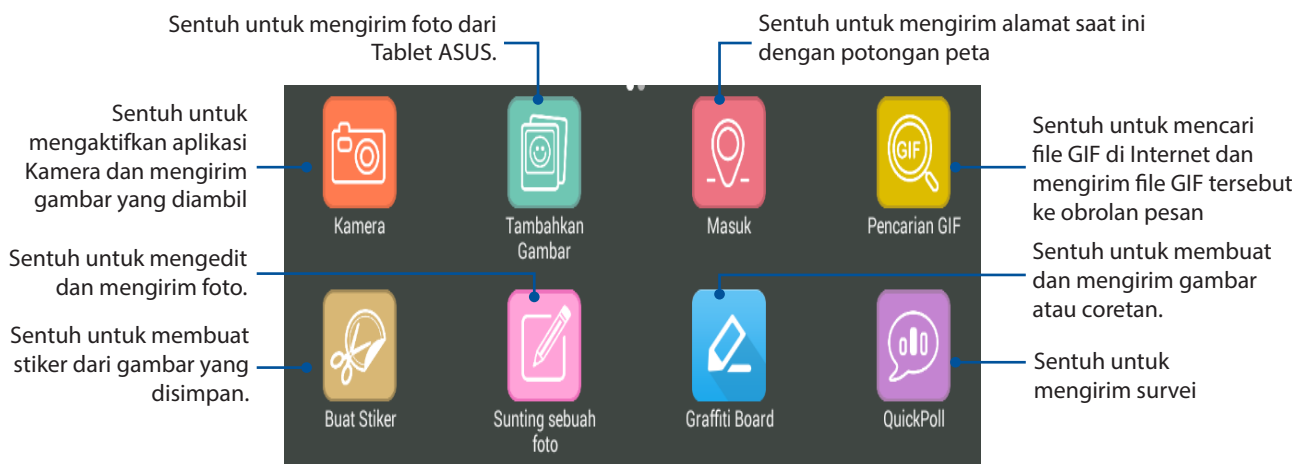 Sentuh untuk mengirim foto dari
Tablet ASUS.
Sentuh untuk mengirim alamat saat ini
dengan potongan peta
Sentuh untuk
mengaktifkan aplikasi
Kamera dan mengirim
gambar yang diambil
Sentuh untuk mencari
file GIF di Internet dan
mengirim file GIF tersebut
ke obrolan pesan
GIF
Kamera
Tambahkan
Gambar
Masuk
Pencarian GIF
Sentuh untuk mengedit
dan mengirim foto.
Sentuh untuk membuat
dan mengirim gambar
atau coretan.
Sentuh untuk membuat
stiker dari gambar yang
disimpan.
Sentuh untuk
mengirim survei
Buat Stiker
Sunting sebuah
foto
Graffiti Board
QuickPoll